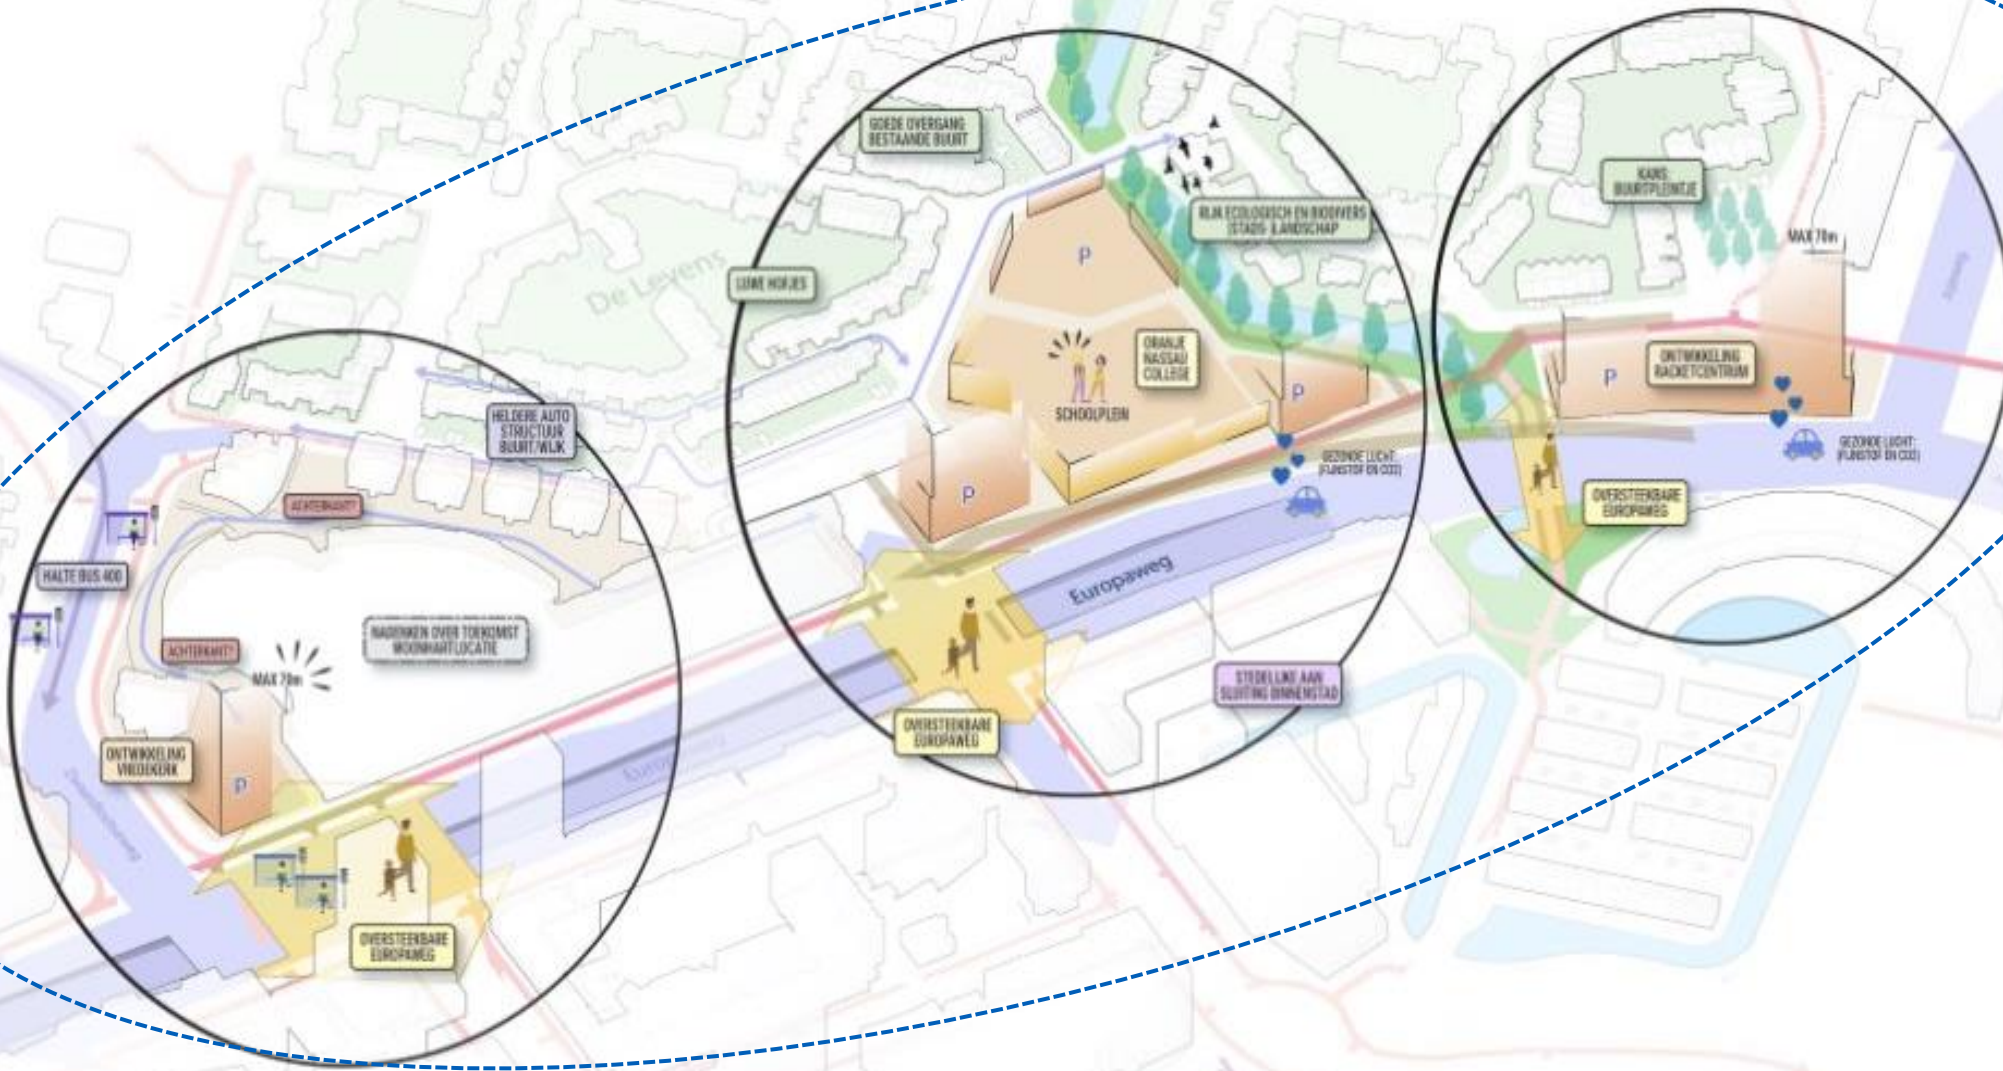 GOEDE OVERGANG
BESTAANDE BUURT
De Leyens
LUWE HOFJES
P
RIJK ECOLOGISCH EN BIODIVERS
(STADS-)LANDSCHAP
ORANJE
NASSAU
COLLEGE
SCHOOLPLEIN
P
P
GEZONDE LUCHT:
(FIJNSTOF EN CO2)
Europaweg
OVERSTEEKBARE
EUROPAWEG
STEDELIJKE AAN
SLUITING BINNENSTAD
KANS:
BUURTPLEINTJE
MAX 70m
P
ONTWIKKELING
RACKETCENTRUM
GEZONDE LUCHT:
(FIJNSTOF EN CO2)
OVERSTEEKBARE
EUROPAWEG
HELDERE AUTO
STRUCTUUR
BUURT/WIJK
ACHTERKANT?
HALTE BUS 400
NADENKEN OVER TOEKOMST
WOONHARTLOCATIE
ACHTERKANT?
MAX 70m
ONTWIKKELING
VREDEKERK
P
Europaweg
OVERSTEEKBARE
EUROPAWEG